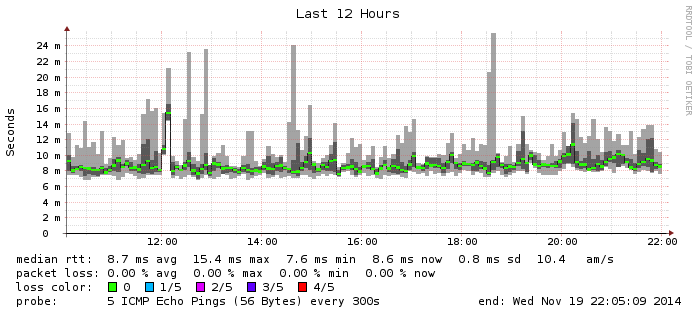 Last 12 Hours
RRDTOOL / TOBI OETIKER
Seconds
24 m
22 m
20 m
18 m
16 m
14 m
12 m
10 m
8 m
6 m
4 m
2 m
0
12:00 14:00 16:00 18:00 20:00 22:00
median rtt: 8.7 ms avg 15.4 ms max 7.6 ms min 8.6 ms now 0.8 ms sd 10.4 am/s
packet loss: 0.00 % avg 0.00 % max 0.00 % min 0.00 % now
loss color: 0 1/5 2/5 3/5 4/5
probe: 5 ICMP Echo Pings (56 Bytes) every 300s end: Wed Nov 19 22:05:09 2014